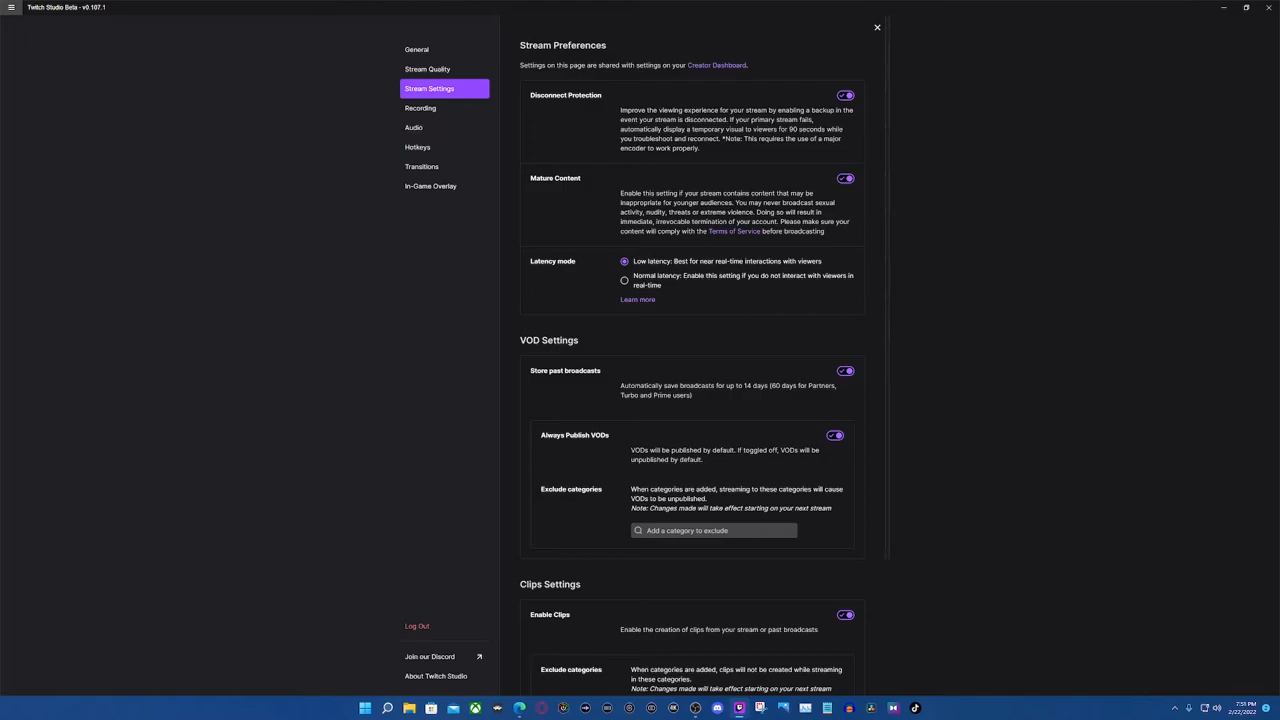 Twitch Studio Beta - v0.107.1
General
Stream Quality
Stream Settings
Recording
Audio
Hotkeys
Transitions
In-Game Overlay
Log Out
Join our Discord
About Twitch Studio
Stream Preferences
Settings on this page are shared with settings on your Creator Dashboard.
Disconnect Protection
Improve the viewing experience for your stream by enabling a backup in the
event your stream is disconnected. If your primary stream fails,
automatically display a temporary visual to viewers for 90 seconds while
you troubleshoot and reconnect. *Note: This requires the use of a major
encoder to work properly.
Mature Content
Enable this setting if your stream contains content that may be
inappropriate for younger audiences. You may never broadcast sexual
activity, nudity, threats or extreme violence. Doing so will result in
immediate, irrevocable termination of your account. Please make sure your
content will comply with the Terms of Service before broadcasting
Latency mode
Low latency: Best for near real-time interactions with viewers
Normal latency: Enable this setting if you do not interact with viewers in
real-time
Learn more
VOD Settings
Store past broadcasts
Automatically save broadcasts for up to 14 days (60 days for Partners,
Turbo and Prime users)
Always Publish VODs
VODs will be published by default. If toggled off, VODs will be
unpublished by default.
Exclude categories
When categories are added, streaming to these categories will cause
VODs to be unpublished.
Note: Changes made will take effect starting on your next stream
Add a category to exclude
Clips Settings
Enable Clips
Enable the creation of clips from your stream or past broadcasts
Exclude categories
When categories are added, clips will not be created while streaming
in these categories.
Note: Changes made will take effect starting on your next stream
7:00 PM
2/22/2022